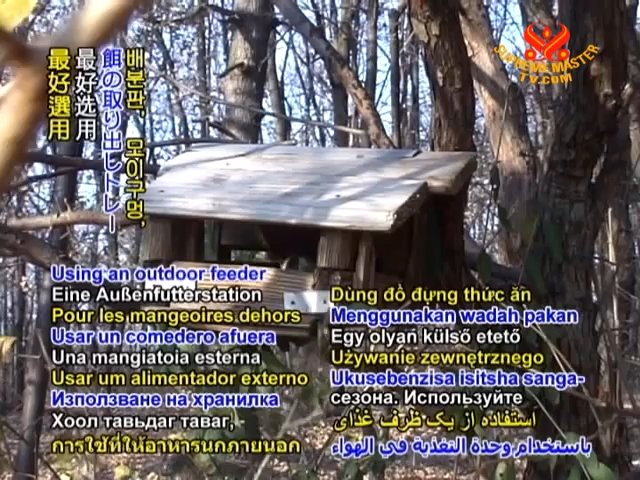 SUPREME MASTER
TV.COM
最好選用
最好选用
餌の取り出しトレー
배분판, 모이구멍,
Using an outdoor feeder
Eine Außenfutterstation
Pour les mangeoires dehors
Usar un comedero afuera
Una mangiatoia esterna
Usar um alimentador externo
Използване на хранилка
Хоол тавьдаг таваг,
การใช้ที่ให้อาหารนกภายนอก
Dùng đồ đựng thức ăn
Menggunakan wadah pakan
Egy olyan külső etető
Używanie zewnętrznego
Ukusebenzisa isitsha sanga-
сезона. Используйте
استفاده از یک ظرف غذای
باستخدام وحدة التغذية في الهواء